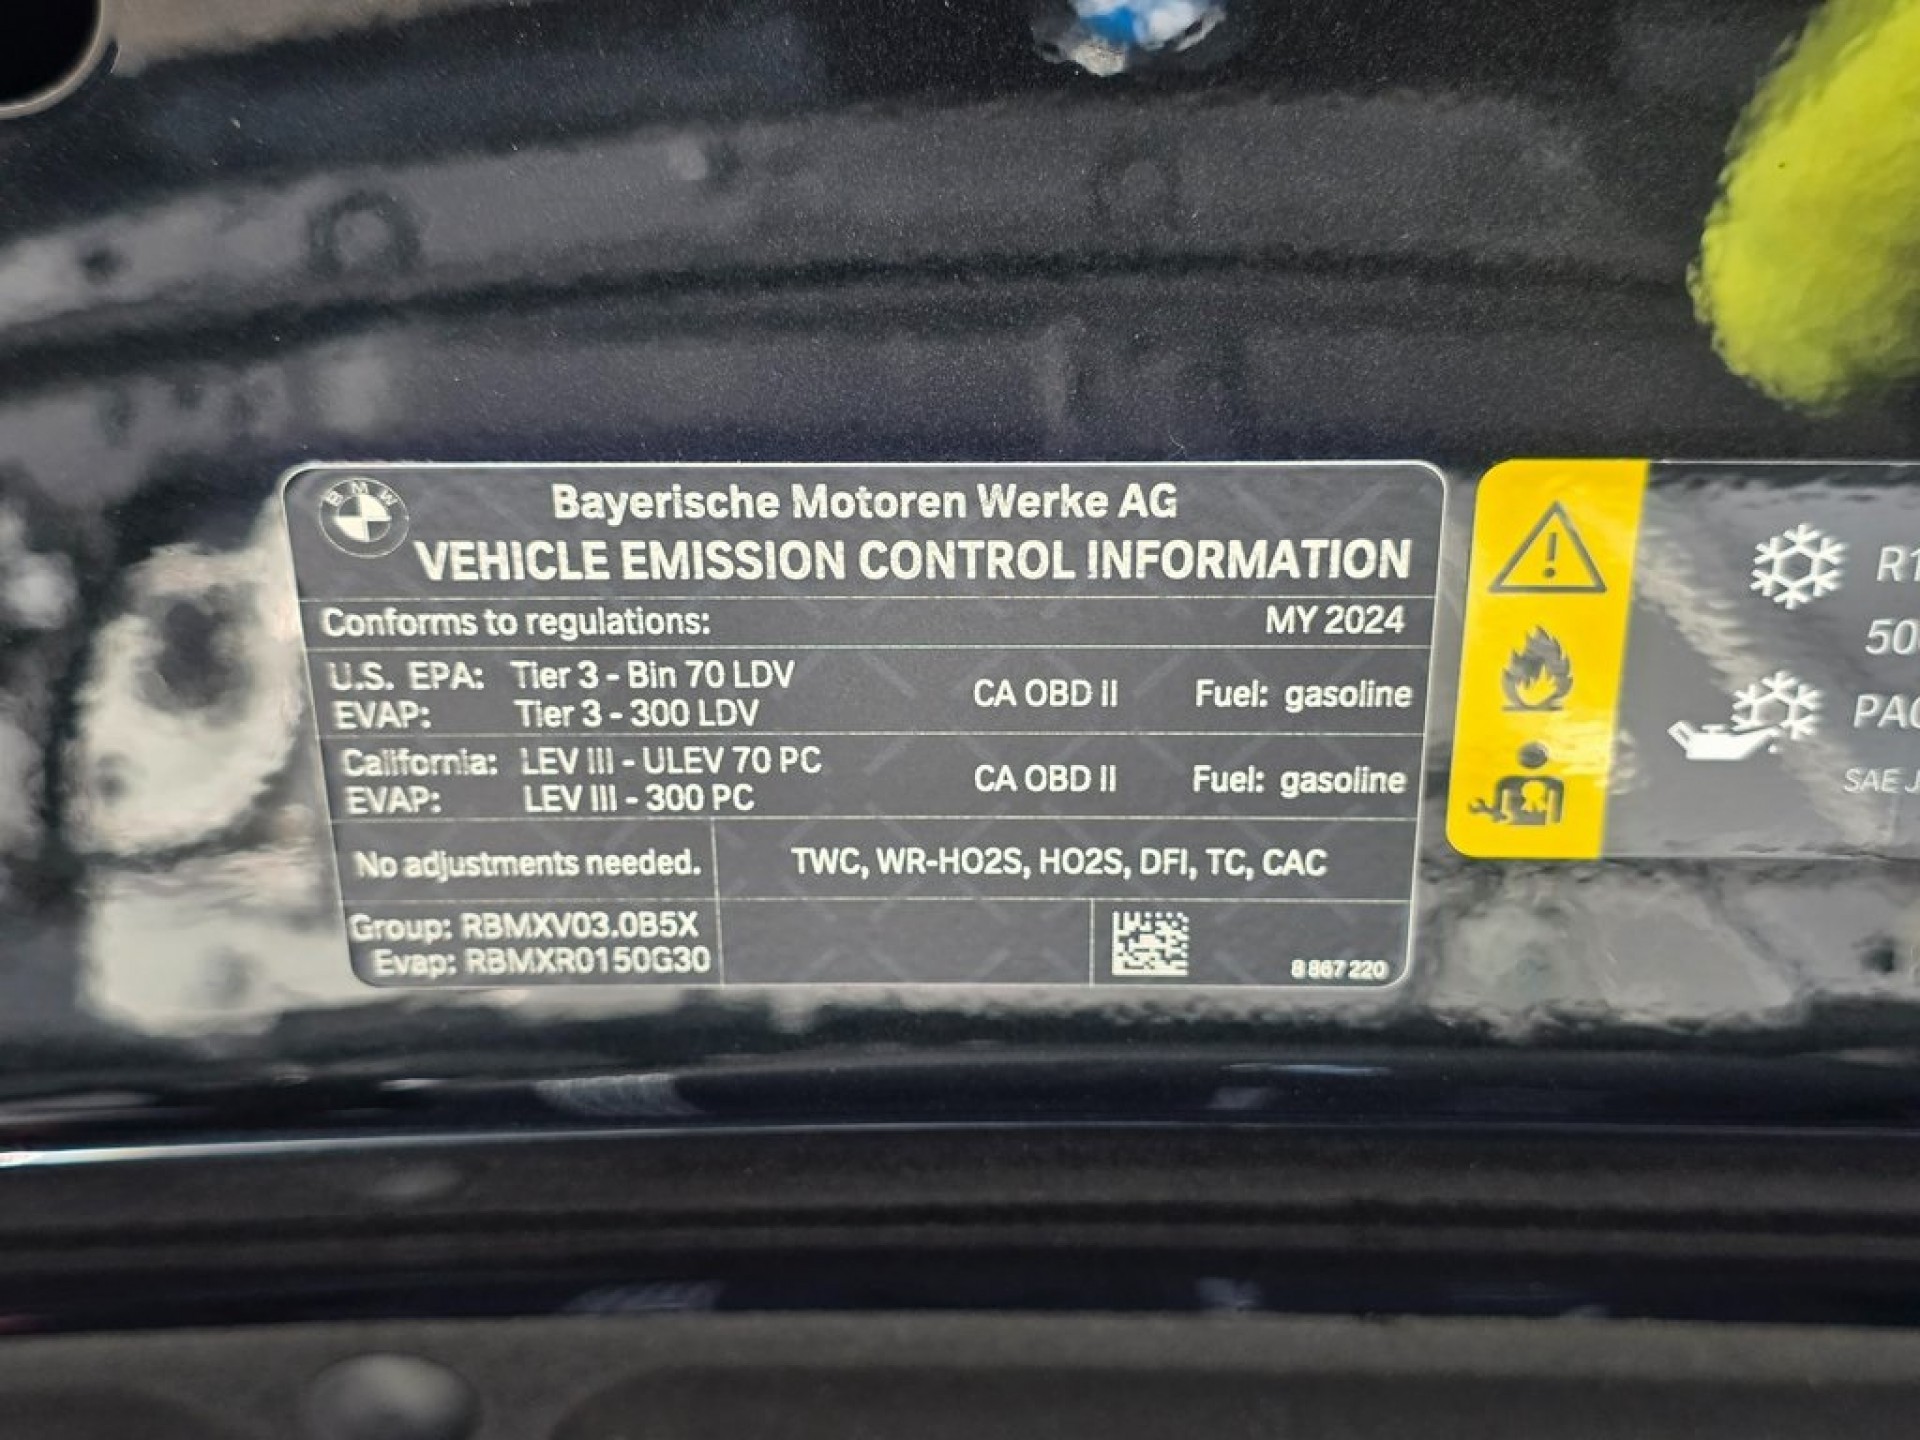 BMW
Bayerische Motoren Werke AG
VEHICLE EMISSION CONTROL INFORMATION
Conforms to regulations: MY 2024
U.S. EPA: Tier 3 - Bin 70 LDV
EVAP: Tier 3 - 300 LDV
CA OBD II Fuel: gasoline
California: LEV III - ULEV 70 PC
EVAP: LEV III - 300 PC
CA OBD II Fuel: gasoline
No adjustments needed. TWC, WR-HO2S, HO2S, DFI, TC, CAC
Group: RBMXV03.0B5X
Evap: RBMXR0150G30
8 867 220
SAE